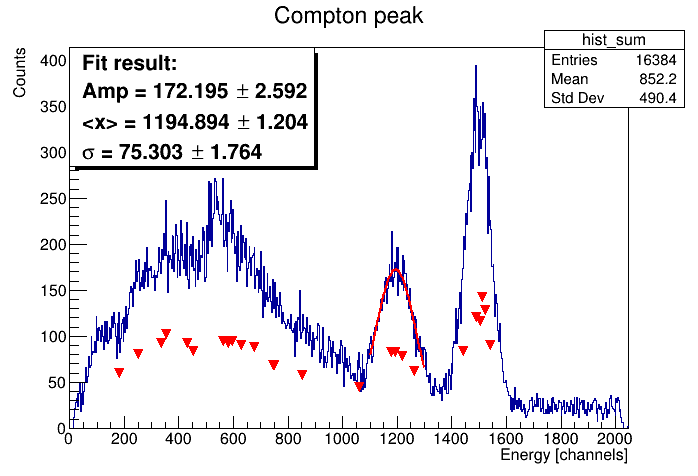 Compton peak
hist_sum
Entries 16384
Mean 852.2
Std Dev 490.4
Fit result:
Amp = 172.195 ± 2.592
<x> = 1194.894 ± 1.204
σ = 75.303 ± 1.764
Counts
400
350
300
250
200
150
100
50
0
0 200 400 600 800 1000 1200 1400 1600 1800 2000
Energy [channels]